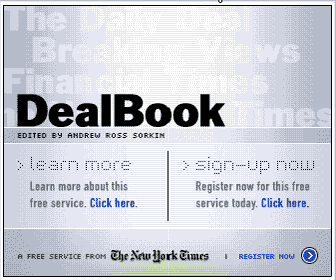 The Daily Deal
Breaking Views
Financial Times
Times
DealBook
EDITED BY ANDREW ROSS SORKIN
> learn more
Learn more about this
free service. Click here.
> sign-up now
Register now for this free
service today. Click here.
A FREE SERVICE FROM The New York Times | REGISTER NOW